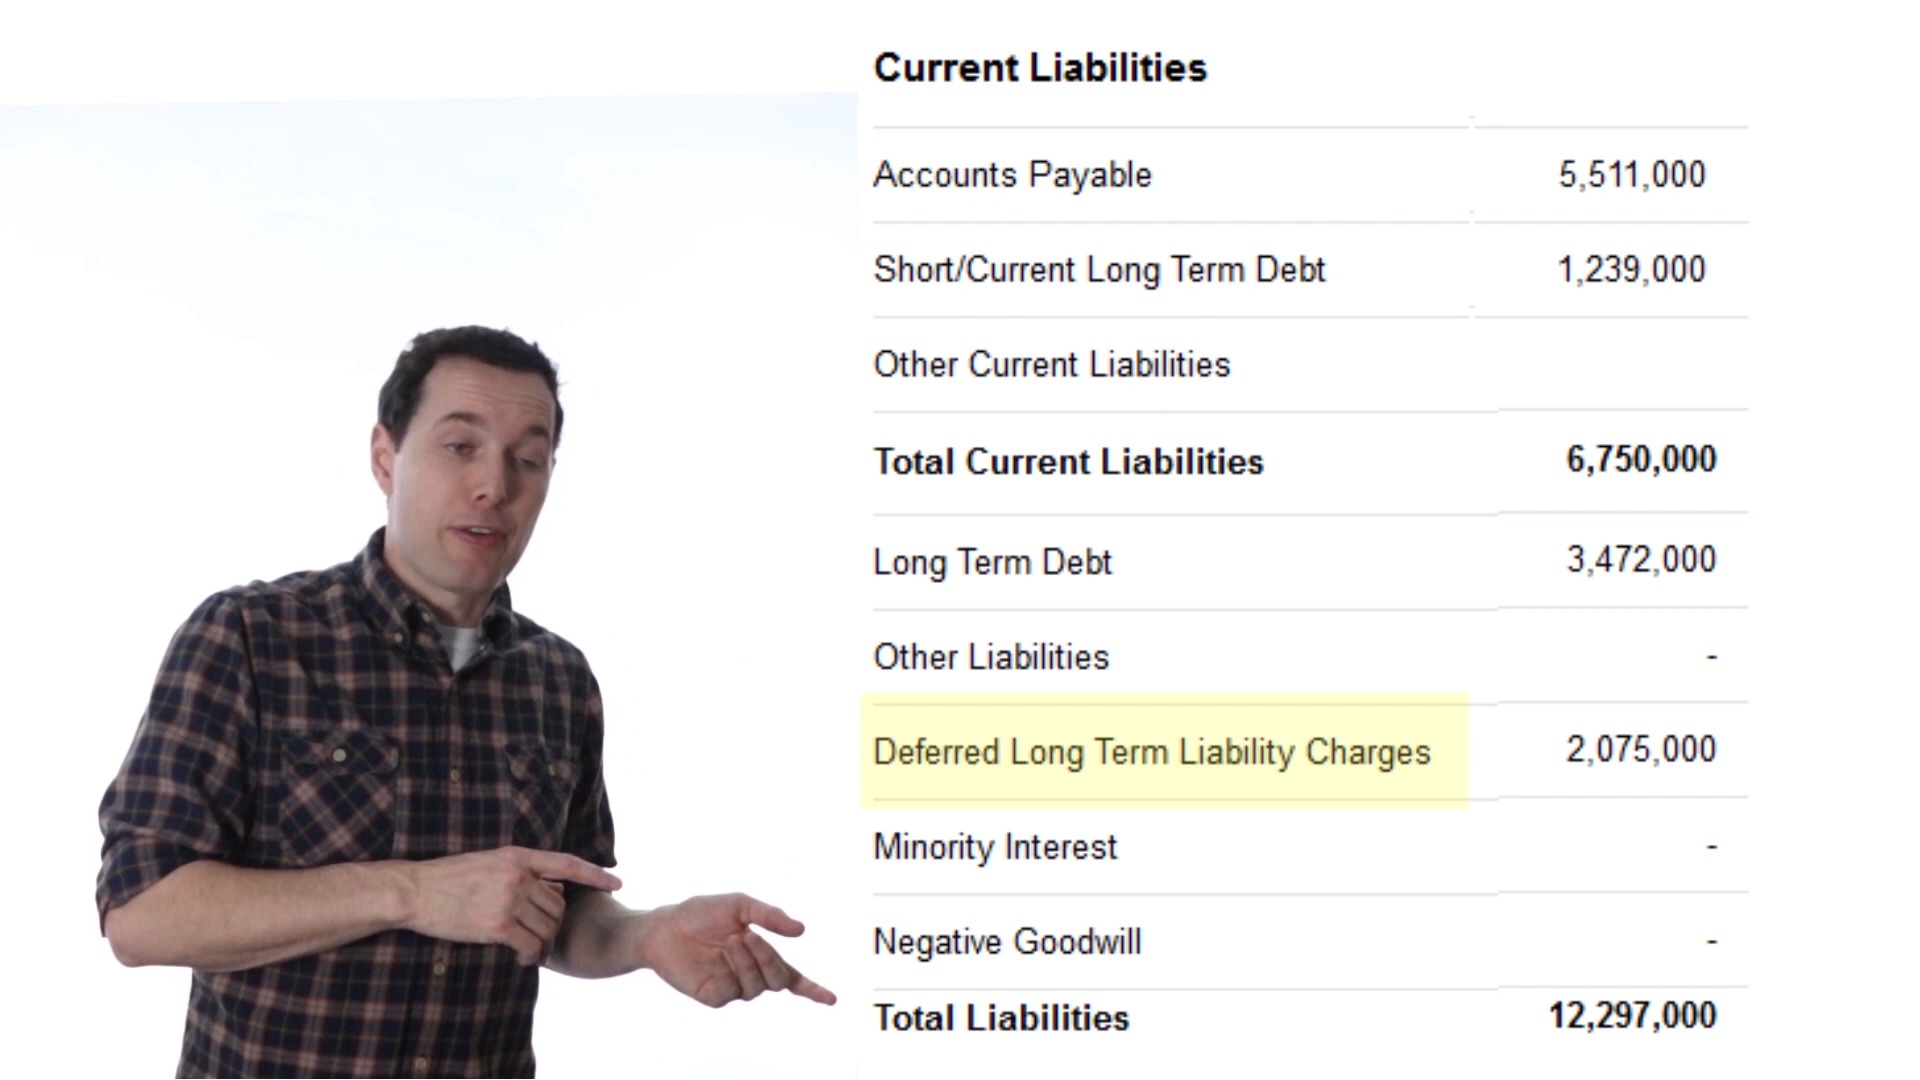 Current Liabilities
Accounts Payable 5,511,000
Short/Current Long Term Debt 1,239,000
Other Current Liabilities
Total Current Liabilities 6,750,000
Long Term Debt 3,472,000
Other Liabilities -
Deferred Long Term Liability Charges 2,075,000
Minority Interest -
Negative Goodwill -
Total Liabilities 12,297,000